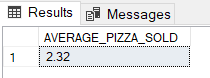 Results Messages
AVERAGE_PIZZA_SOLD
1 2.32